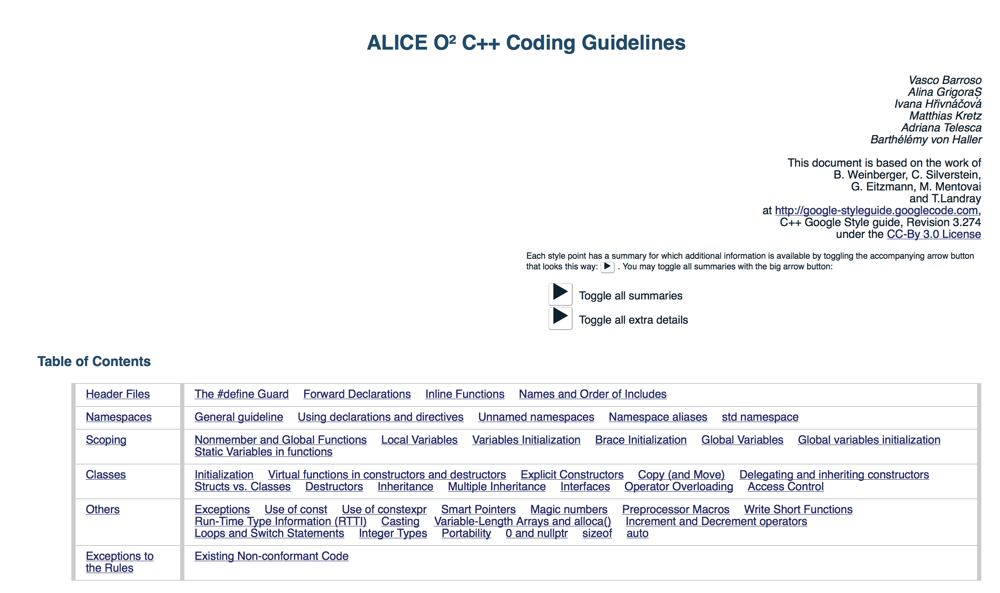 ALICE O² C++ Coding Guidelines
Vasco Barroso
Alina GrigoraȘ
Ivana Hřivnáčová
Matthias Kretz
Adriana Telesca
Barthélémy von Haller
This document is based on the work of
B. Weinberger, C. Silverstein,
G. Eitzmann, M. Mentovai
and T.Landray
at http://google-styleguide.googlecode.com,
C++ Google Style guide, Revision 3.274
under the CC-By 3.0 License
Each style point has a summary for which additional information is available by toggling the accompanying arrow button
that looks this way: ▶ . You may toggle all summaries with the big arrow button:
▶ Toggle all summaries
▶ Toggle all extra details
Table of Contents
Header Files The #define Guard Forward Declarations Inline Functions Names and Order of Includes
Namespaces General guideline Using declarations and directives Unnamed namespaces Namespace aliases std namespace
Scoping Nonmember and Global Functions Local Variables Variables Initialization Brace Initialization Global Variables Global variables initialization
Static Variables in functions
Classes Initialization Virtual functions in constructors and destructors Explicit Constructors Copy (and Move) Delegating and inheriting constructors
Structs vs. Classes Destructors Inheritance Multiple Inheritance Interfaces Operator Overloading Access Control
Others Exceptions Use of const Use of constexpr Smart Pointers Magic numbers Preprocessor Macros Write Short Functions
Run-Time Type Information (RTTI) Casting Variable-Length Arrays and alloca() Increment and Decrement operators
Loops and Switch Statements Integer Types Portability 0 and nullptr sizeof auto
Exceptions to
the Rules
Existing Non-conformant Code